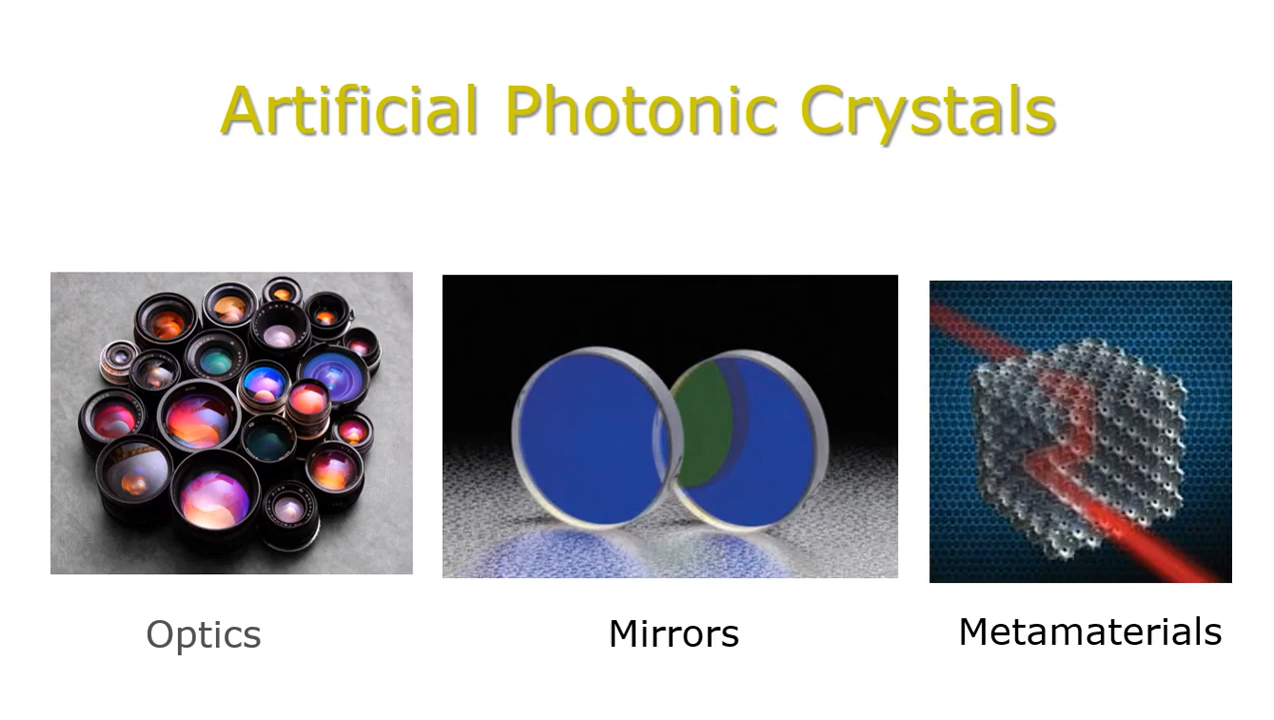 Artificial Photonic Crystals
Optics
Mirrors
Metamaterials